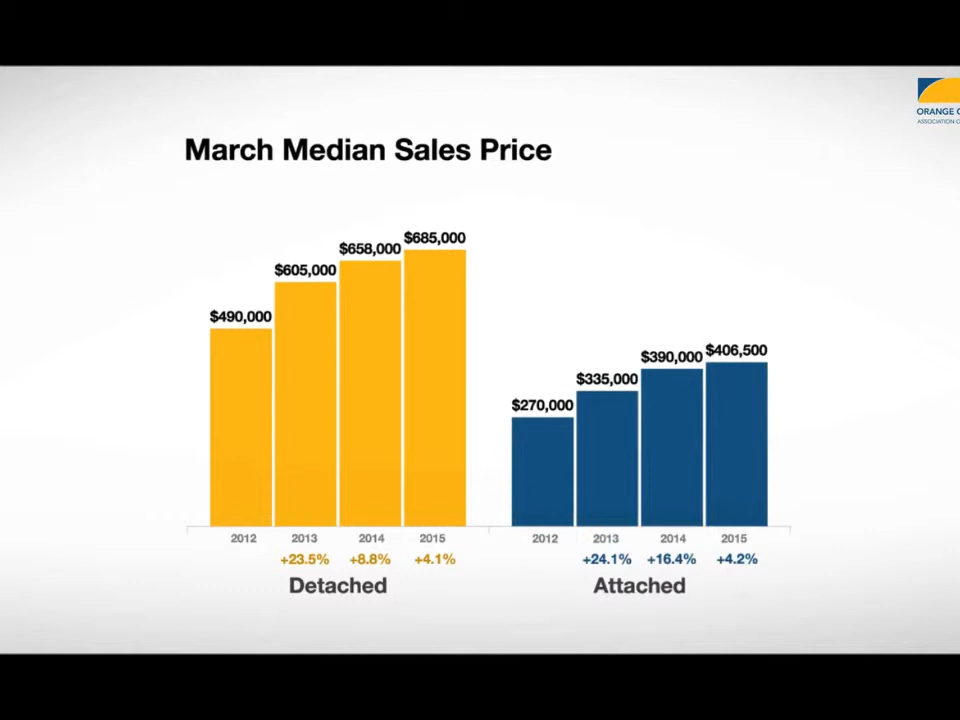 ORANGE
ASSOCIATION
March Median Sales Price
$490,000 $605,000 $658,000 $685,000
$270,000 $335,000 $390,000 $406,500
2012 2013 2014 2015
+23.5% +8.8% +4.1%
Detached
2012 2013 2014 2015
+24.1% +16.4% +4.2%
Attached